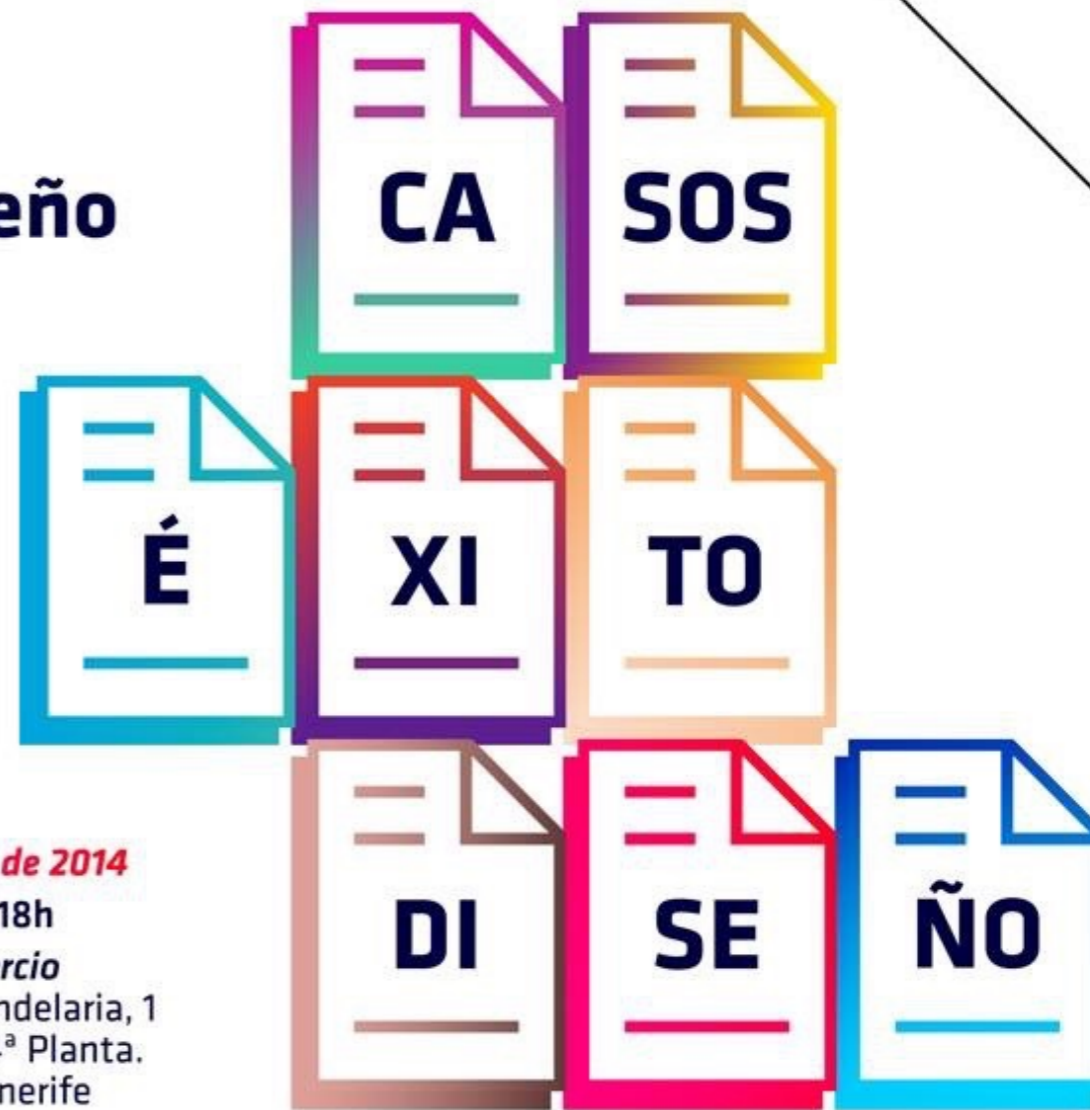 eño
CA SOS
É XI TO
DI SE ÑO
de 2014
18h
rcio
ndelaria, 1
ª Planta.
nerife